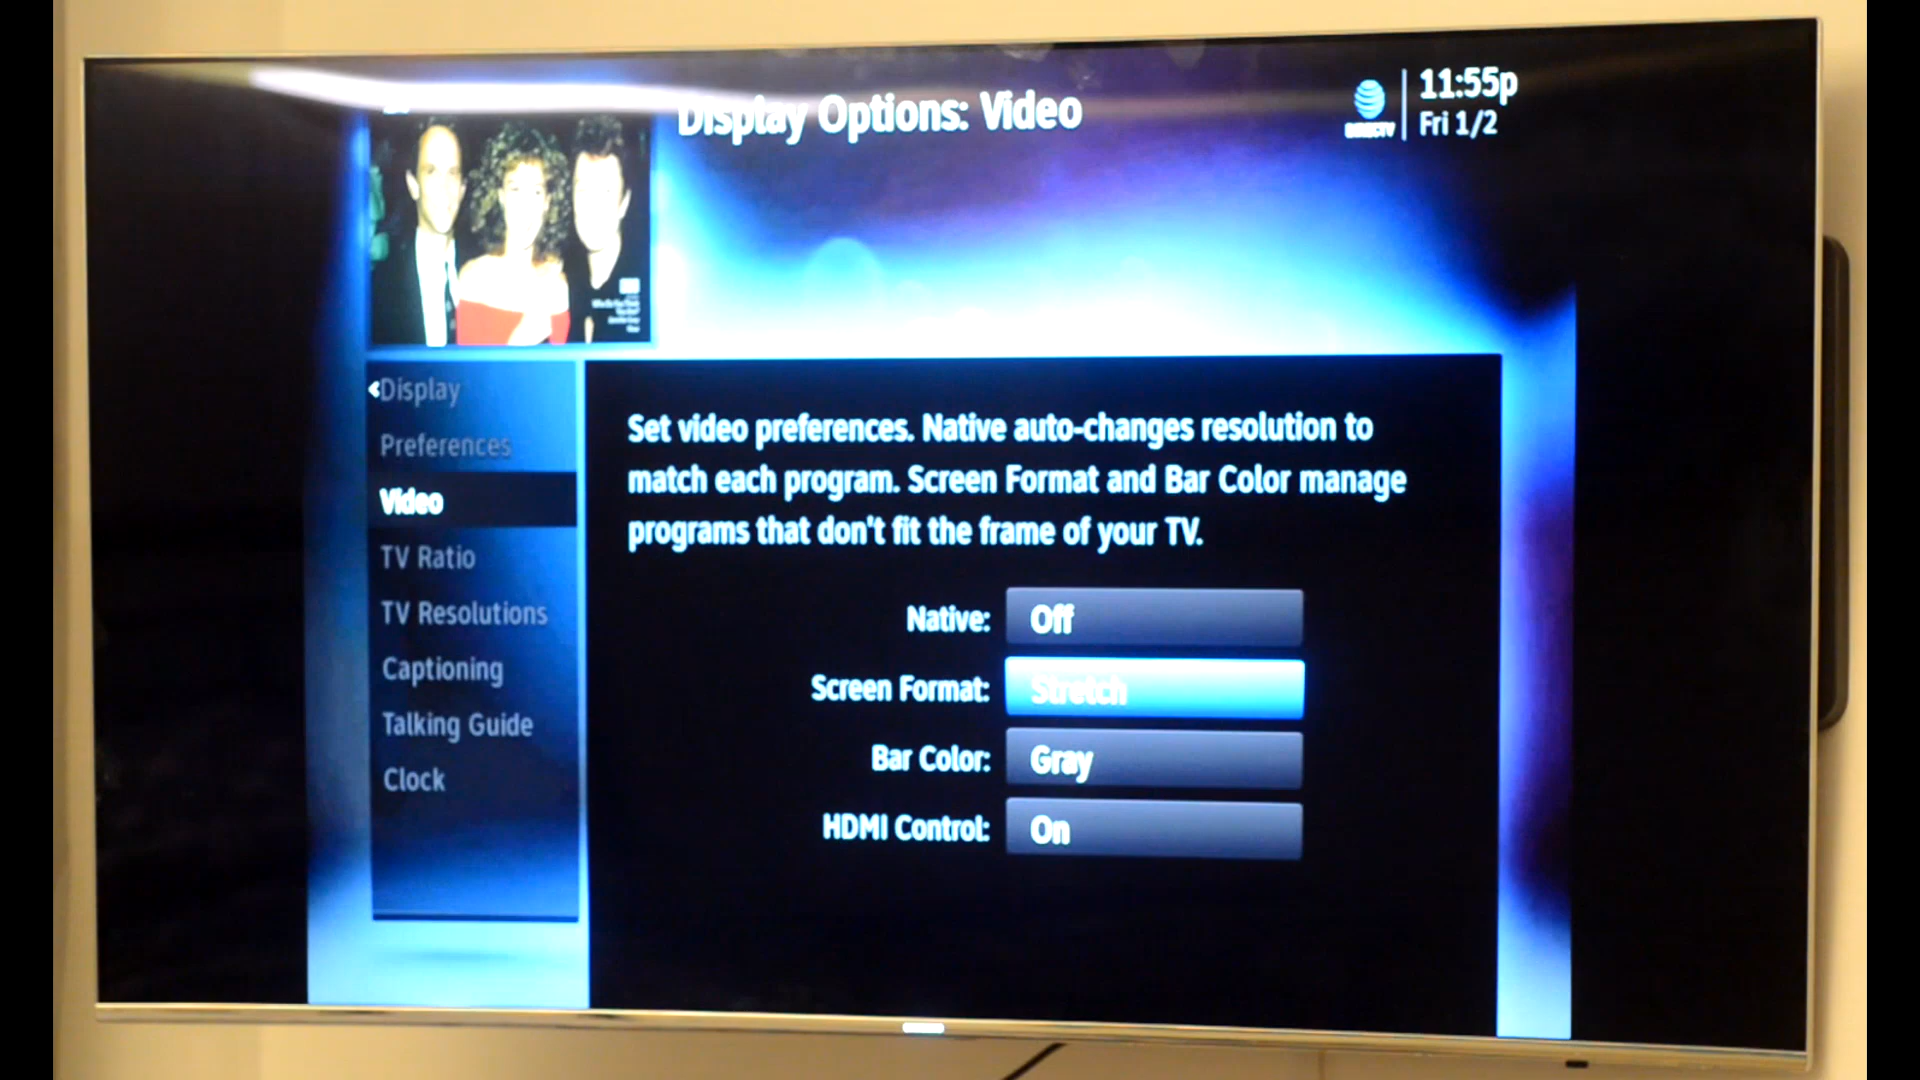 Display Options: Video
DIRECTV
11:55p
Fri 1/2
Display
Preferences
Video
TV Ratio
TV Resolutions
Captioning
Talking Guide
Clock
Set video preferences. Native auto-changes resolution to
match each program. Screen Format and Bar Color manage
programs that don't fit the frame of your TV.
Native: Off
Screen Format: Stretch
Bar Color: Gray
HDMI Control: On